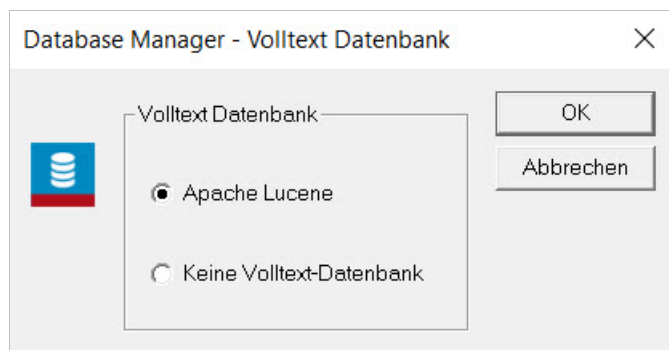 Database Manager - Volltext Datenbank
Volltext Datenbank
OK
Abbrechen
Apache Lucene
Keine Volltext-Datenbank